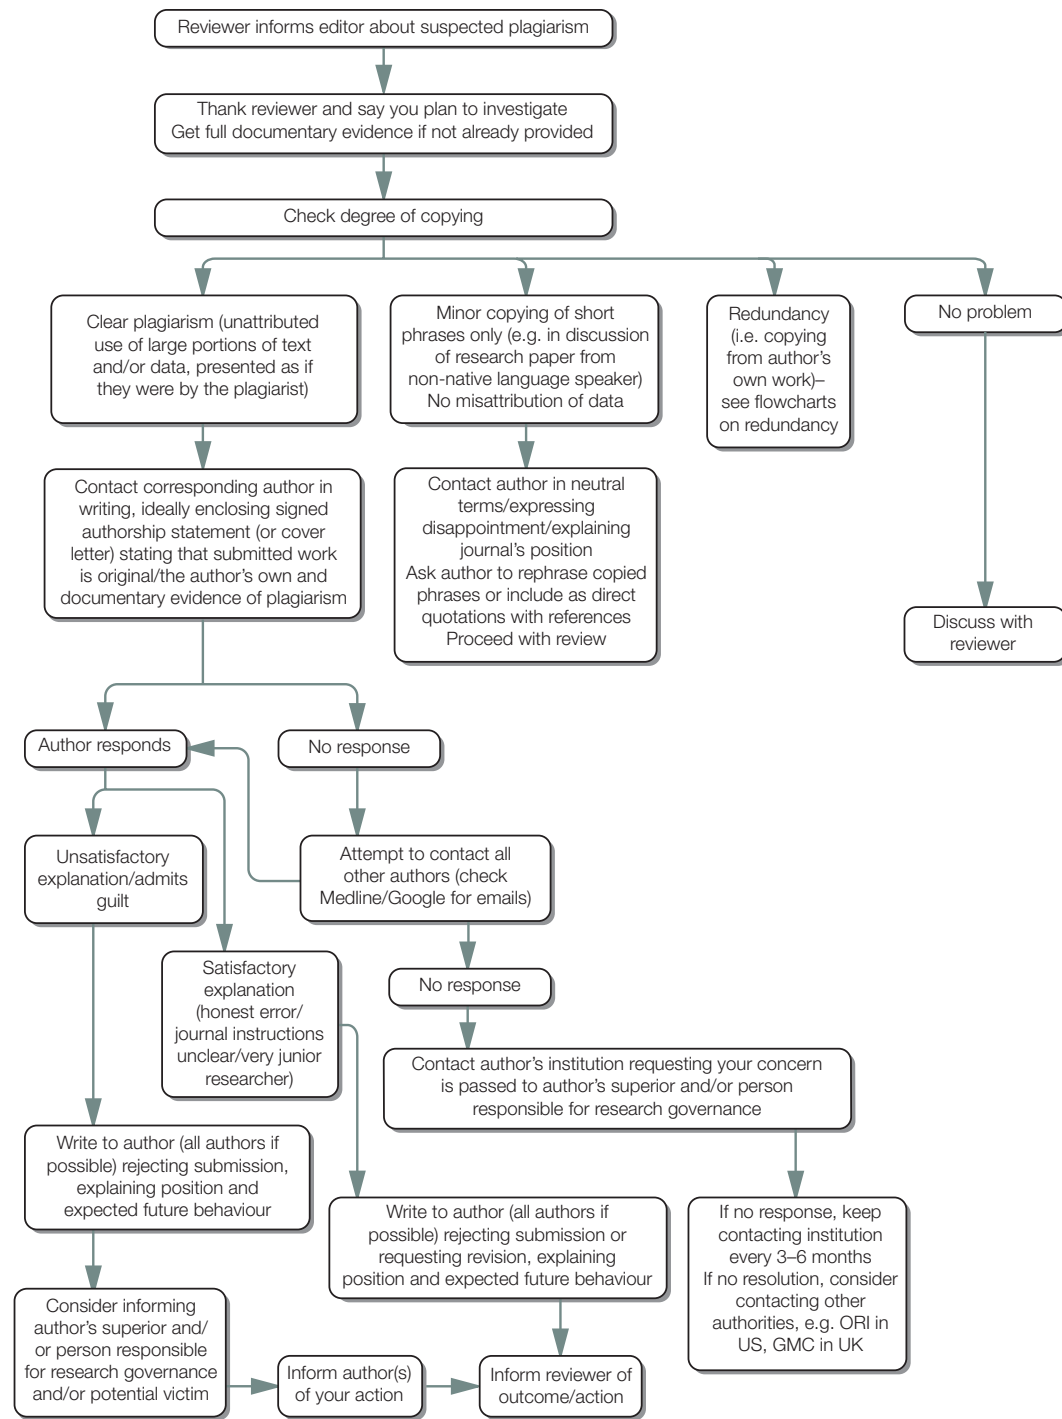 Reviewer informs editor about suspected plagiarism
Thank reviewer and say you plan to investigate
Get full documentary evidence if not already provided
Check degree of copying
Clear plagiarism (unattributed
use of large portions of text
and/or data, presented as if
they were by the plagiarist)
Minor copying of short
phrases only (e.g. in discussion
of research paper from
non-native language speaker)
No misattribution of data
Redundancy
(i.e. copying
from author’s
own work)–
see flowcharts
on redundancy
No problem
Contact corresponding author in
writing, ideally enclosing signed
authorship statement (or cover
letter) stating that submitted work
is original/the author’s own and
documentary evidence of plagiarism
Contact author in neutral
terms/expressing
disappointment/explaining
journal’s position
Ask author to rephrase copied
phrases or include as direct
quotations with references
Proceed with review
Discuss with
reviewer
Author responds
No response
Unsatisfactory
explanation/admits
guilt
Attempt to contact all
other authors (check
Medline/Google for emails)
Satisfactory
explanation
(honest error/
journal instructions
unclear/very junior
researcher)
No response
Contact author’s institution requesting your concern
is passed to author’s superior and/or person
responsible for research governance
Write to author (all authors if
possible) rejecting submission,
explaining position and
expected future behaviour
Write to author (all authors if
possible) rejecting submission or
requesting revision, explaining
position and expected future behaviour
If no response, keep
contacting institution
every 3–6 months
If no resolution, consider
contacting other
authorities, e.g. ORI in
US, GMC in UK
Consider informing
author’s superior and/
or person responsible
for research governance
and/or potential victim
Inform author(s)
of your action
Inform reviewer of
outcome/action